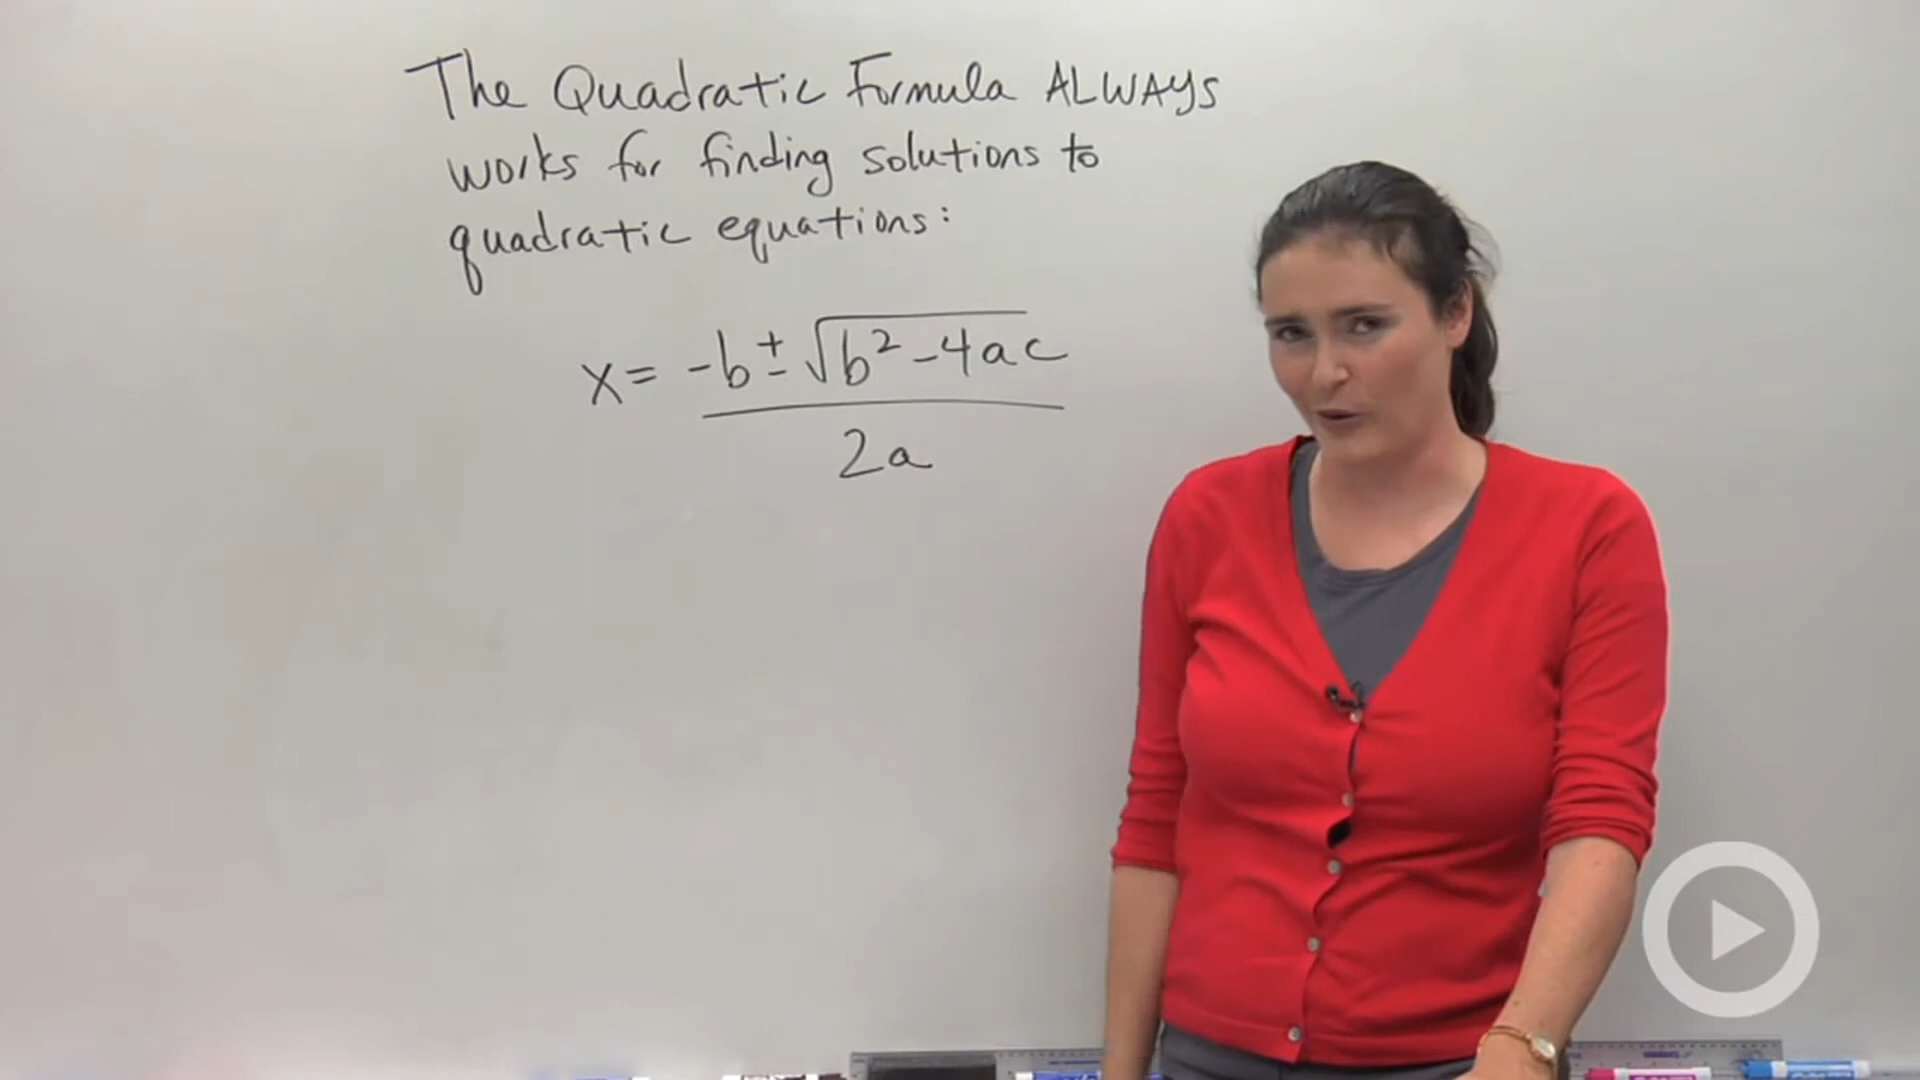 The Quadratic Formula ALWAYS
works for finding solutions to
quadratic equations:
x = -b ± √b² - 4ac
2a